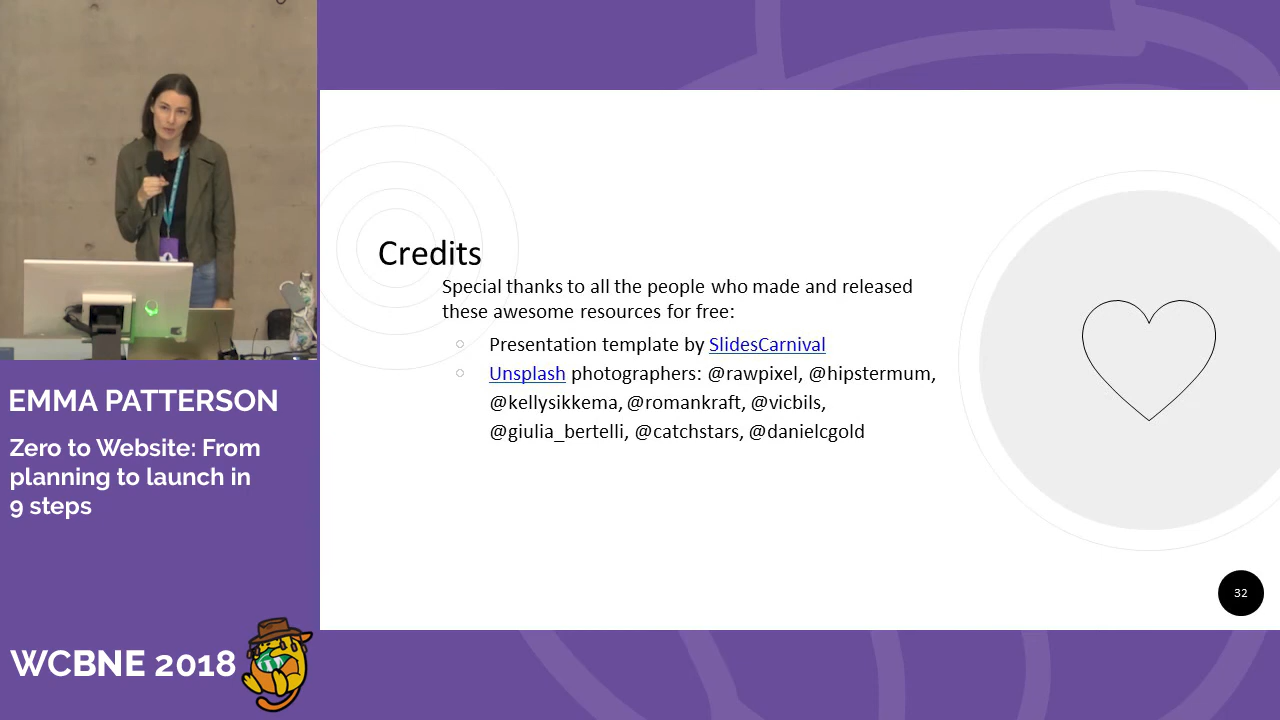 EMMA PATTERSON
Zero to Website: From
planning to launch in
9 steps
WCBNE 2018
Credits
Special thanks to all the people who made and released
these awesome resources for free:
Presentation template by SlidesCarnival
Unsplash photographers: @rawpixel, @hipstermum,
@kellysikkema, @romankraft, @vicbils,
@giulia_bertelli, @catchstars, @danielcgold
32